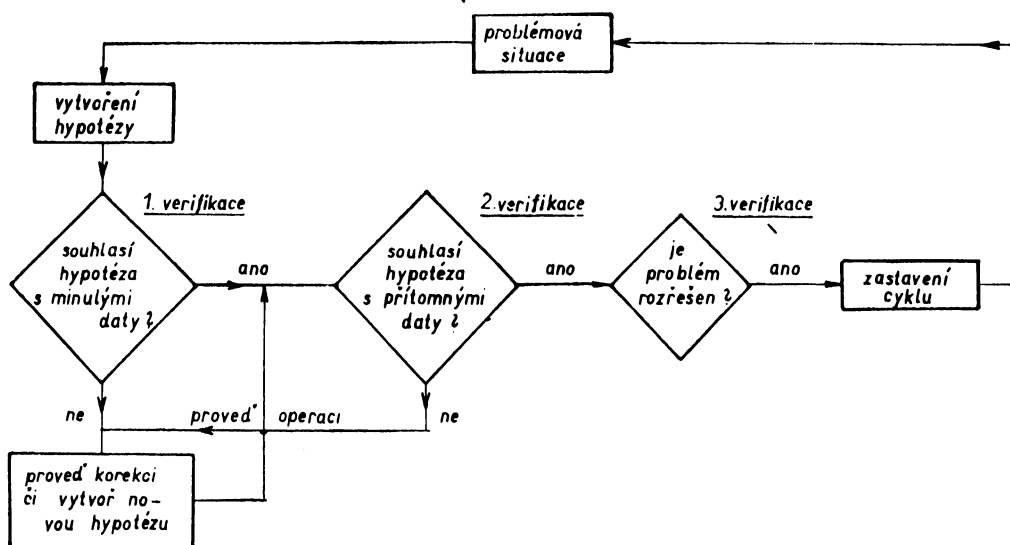 problémová
situace
vytvoření
hypotézy
1. verifikace
souhlasí
hypotéza
s minulými
daty?
ano
ne
2. verifikace
souhlasí
hypotéza
s přítomnými
daty?
ano
ne
proveď operaci
3. verifikace
je
problém
rozřešen?
ano
zastavení
cyklu
proveď korekci
či vytvoř no-
vou hypotézu